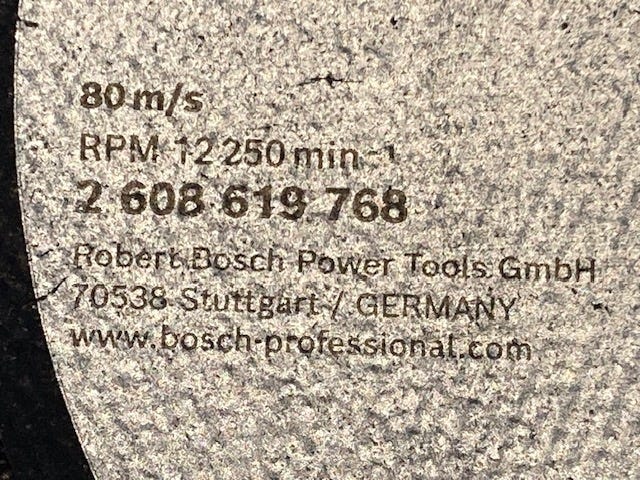 80 m/s
RPM 12 250 min⁻¹
2 608 619 768
Robert Bosch Power Tools GmbH
70538 Stuttgart / GERMANY
www.bosch-professional.com